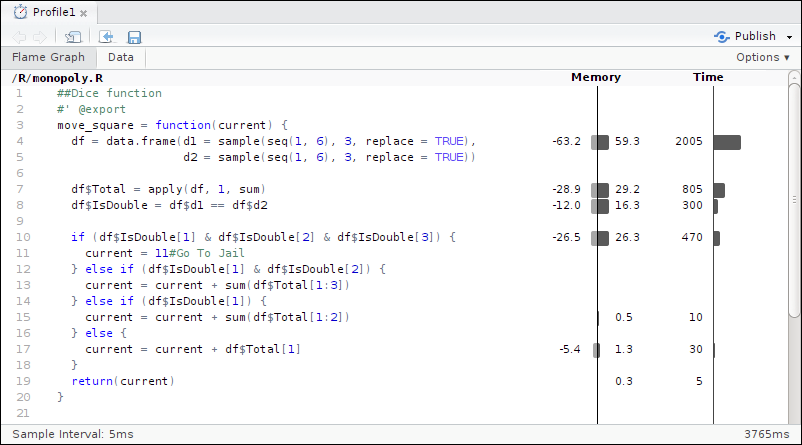 Profile1 ×
Publish
Flame Graph Data Options
/R/monopoly.R Memory Time
1 ##Dice function
2 #' @export
3 move_square = function(current) {
4 df = data.frame(d1 = sample(seq(1, 6), 3, replace = TRUE), -63.2 59.3 2005
5 d2 = sample(seq(1, 6), 3, replace = TRUE))
6
7 df$Total = apply(df, 1, sum) -28.9 29.2 805
8 df$IsDouble = df$d1 == df$d2 -12.0 16.3 300
9
10 if (df$IsDouble[1] & df$IsDouble[2] & df$IsDouble[3]) { -26.5 26.3 470
11 current = 11#Go To Jail
12 } else if (df$IsDouble[1] & df$IsDouble[2]) {
13 current = current + sum(df$Total[1:3])
14 } else if (df$IsDouble[1]) {
15 current = current + sum(df$Total[1:2]) 0.5 10
16 } else {
17 current = current + df$Total[1] -5.4 1.3 30
18 }
19 return(current) 0.3 5
20 }
21
Sample Interval: 5ms 3765ms